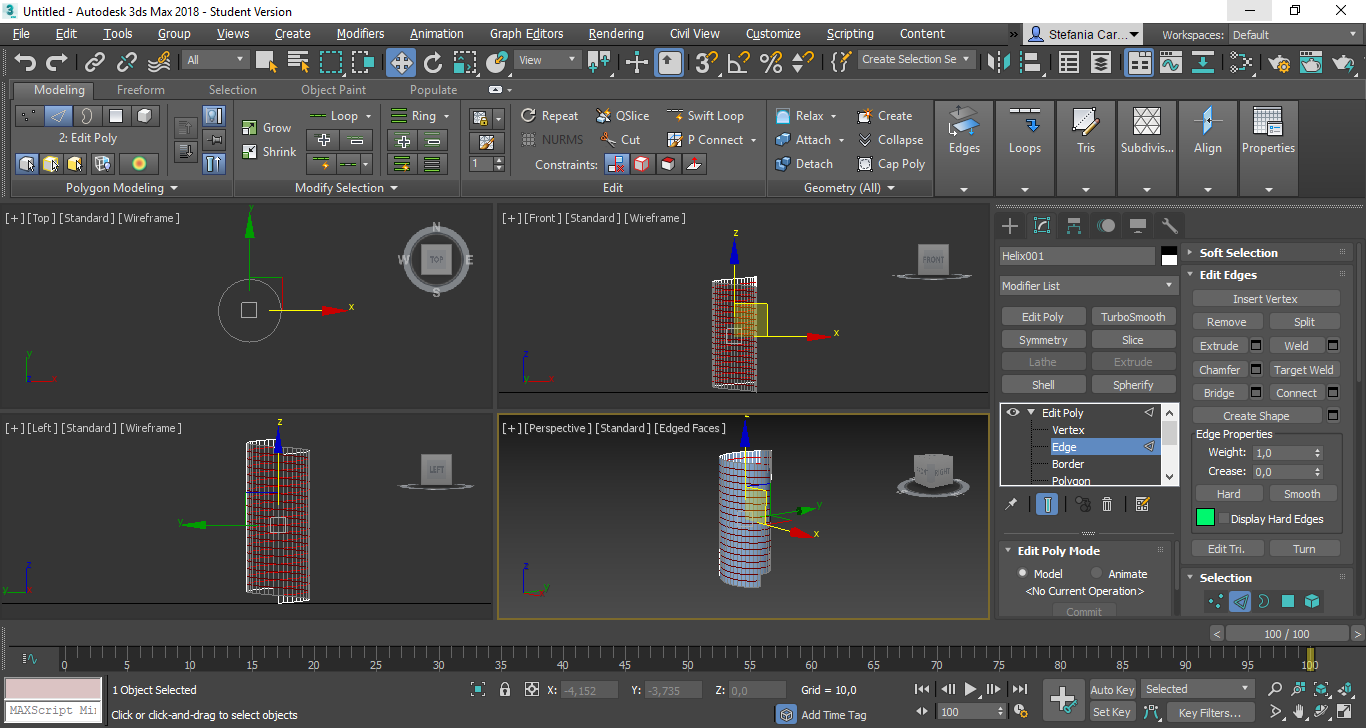 Untitled - Autodesk 3ds Max 2018 - Student Version
File Edit Tools Group Views Create Modifiers Animation Graph Editors Rendering Civil View Customize Scripting Content » Stefania Car... Workspaces: Default
All View Create Selection Se
Modeling Freeform Selection Object Paint Populate
Loop Ring Repeat QSlice Swift Loop Relax Create
2: Edit Poly Grow NURMS Cut P Connect Attach Collapse Edges Loops Tris Subdivis... Align Properties
Shrink 1 Constraints: Detach Cap Poly
Polygon Modeling Modify Selection Edit Geometry (All)
[+] [Top] [Standard] [Wireframe]
N
W TOP E
S
y
x
y
z x
[+] [Front] [Standard] [Wireframe]
FRONT
z
x
z
y x
[+] [Left] [Standard] [Wireframe]
LEFT
z
y
z
y x
[+] [Perspective] [Standard] [Edged Faces]
RIGHT
z
y
x
z
y
x
Helix001
Modifier List
Edit Poly TurboSmooth
Symmetry Slice
Lathe Extrude
Shell Spherify
Edit Poly
Vertex
Edge
Border
Polygon
Edit Poly Mode
Model Animate
<No Current Operation>
Commit
Soft Selection
Edit Edges
Insert Vertex
Remove Split
Extrude Weld
Chamfer Target Weld
Bridge Connect
Create Shape
Edge Properties
Weight: 1,0
Crease: 0,0
Hard Smooth
Display Hard Edges
Edit Tri. Turn
Selection
< 100 / 100 >
0 5 10 15 20 25 30 35 40 45 50 55 60 65 70 75 80 85 90 95 100
1 Object Selected X: -4,152 Y: -3,735 Z: 0,0 Grid = 10,0 Auto Key Selected
MAXScript Mi Click or click-and-drag to select objects Add Time Tag 100 Set Key Key Filters...